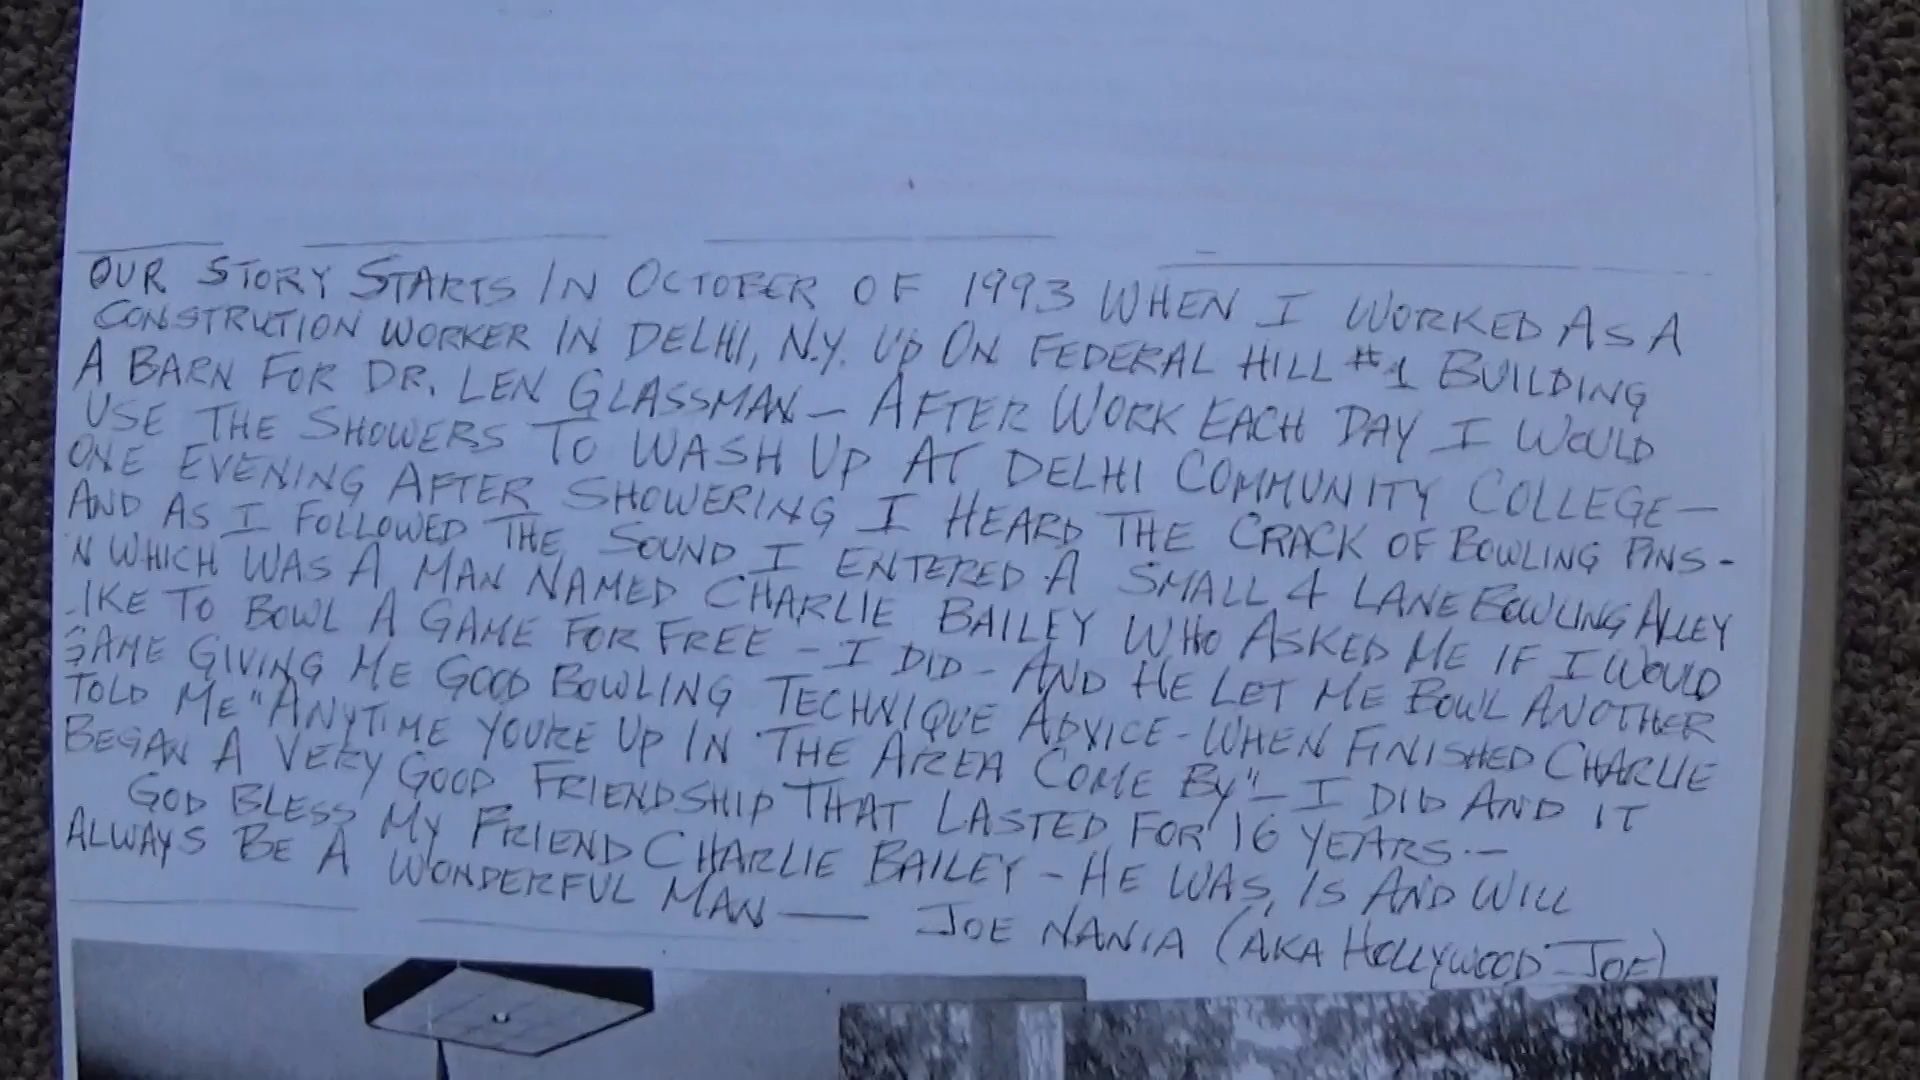 OUR STORY STARTS IN OCTOBER OF 1993 WHEN I WORKED AS A
CONSTRUTION WORKER IN DELHI, N.Y. UP ON FEDERAL HILL #1 BUILDING
A BARN FOR DR. LEN GLASSMAN — AFTER WORK EACH DAY I WOULD
USE THE SHOWERS TO WASH UP AT DELHI COMMUNITY COLLEGE —
ONE EVENING AFTER SHOWERING I HEARD THE CRACK OF BOWLING PINS -
AND AS I FOLLOWED THE SOUND I ENTERED A SMALL 4 LANE BOWLING ALLEY
N WHICH WAS A MAN NAMED CHARLIE BAILEY WHO ASKED ME IF I WOULD
IKE TO BOWL A GAME FOR FREE - I DID - AND HE LET ME BOWL ANOTHER
GAME GIVING ME GOOD BOWLING TECHNIQUE ADVICE - WHEN FINISHED CHARLIE
TOLD ME "ANYTIME YOU'RE UP IN THE AREA COME BY" — I DID AND IT
BEGAN A VERY GOOD FRIENDSHIP THAT LASTED FOR 16 YEARS. —
GOD BLESS MY FRIEND CHARLIE BAILEY - HE WAS, IS AND WILL
ALWAYS BE A WONDERFUL MAN — JOE NANIA (AKA HOLLYWOOD JOE)